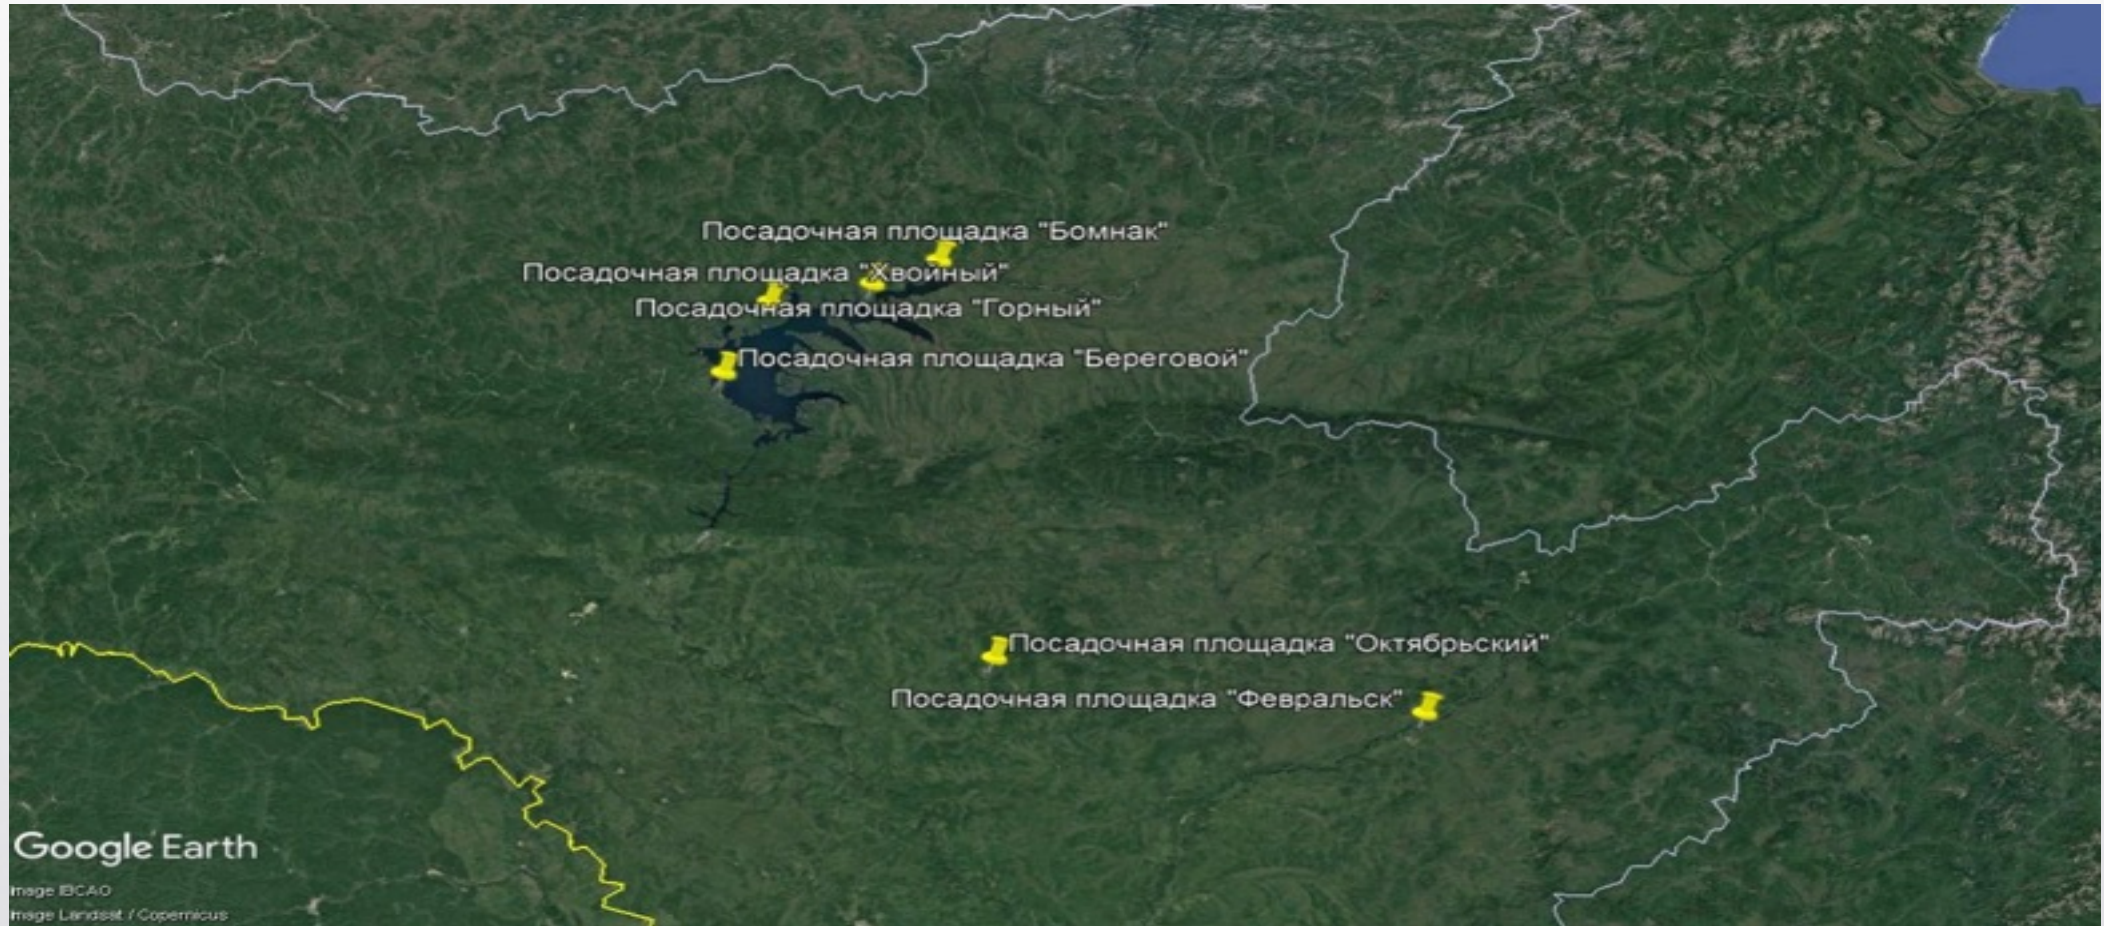 Посадочная площадка "Бомнак"
Посадочная площадка "Хвойный"
Посадочная площадка "Горный"
Посадочная площадка "Береговой"
Посадочная площадка "Октябрьский"
Посадочная площадка "Февральск"
Google Earth
Image IBCAO
Image Landsat / Copernicus